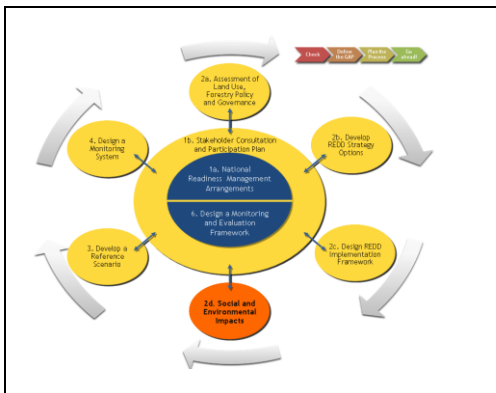 Check
Define
the GAP
Plan the
Process
Go
ahead!
2a. Assessment of
Land Use,
Forestry Policy
and Governance
4. Design a
Monitoring
System
1b. Stakeholder Consultation
and Participation Plan
2b. Develop
REDD Strategy
Options
1a. National
Readiness Management
Arrangements
6. Design a Monitoring
and Evaluation
Framework
3. Develop a
Reference
Scenario
2c. Design REDD
Implementation
Framework
2d. Social and
Environmental
Impacts